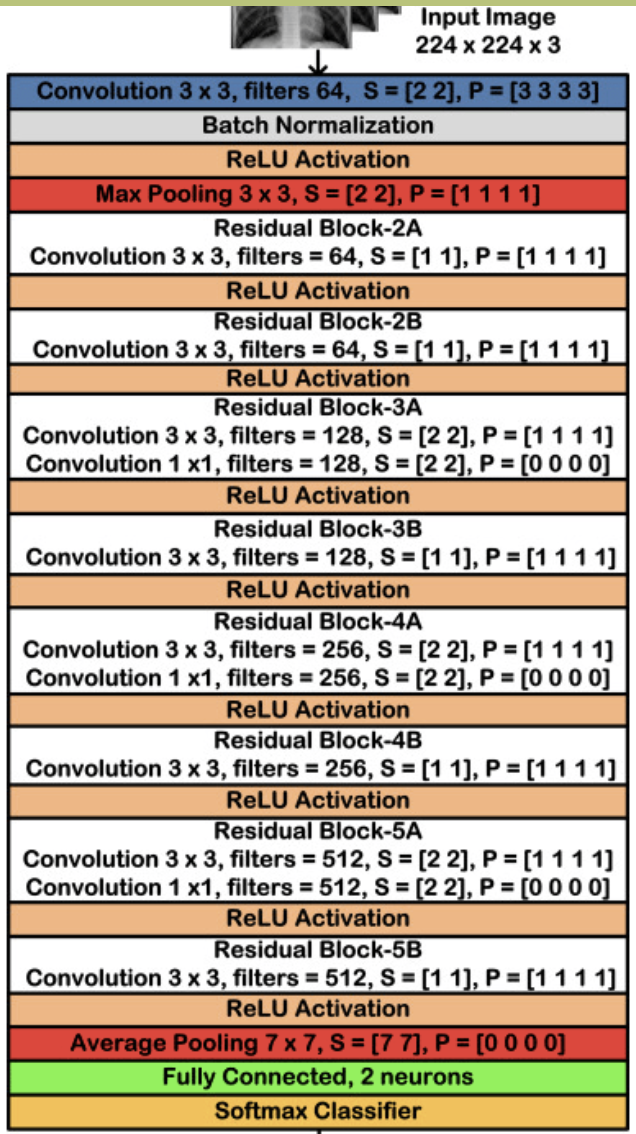 Input Image
224 x 224 x 3
Convolution 3 x 3, filters 64, S = [2 2], P = [3 3 3 3]
Batch Normalization
ReLU Activation
Max Pooling 3 x 3, S = [2 2], P = [1 1 1 1]
Residual Block-2A
Convolution 3 x 3, filters = 64, S = [1 1], P = [1 1 1 1]
ReLU Activation
Residual Block-2B
Convolution 3 x 3, filters = 64, S = [1 1], P = [1 1 1 1]
ReLU Activation
Residual Block-3A
Convolution 3 x 3, filters = 128, S = [2 2], P = [1 1 1 1]
Convolution 1 x1, filters = 128, S = [2 2], P = [0 0 0 0]
ReLU Activation
Residual Block-3B
Convolution 3 x 3, filters = 128, S = [1 1], P = [1 1 1 1]
ReLU Activation
Residual Block-4A
Convolution 3 x 3, filters = 256, S = [2 2], P = [1 1 1 1]
Convolution 1 x1, filters = 256, S = [2 2], P = [0 0 0 0]
ReLU Activation
Residual Block-4B
Convolution 3 x 3, filters = 256, S = [1 1], P = [1 1 1 1]
ReLU Activation
Residual Block-5A
Convolution 3 x 3, filters = 512, S = [2 2], P = [1 1 1 1]
Convolution 1 x1, filters = 512, S = [2 2], P = [0 0 0 0]
ReLU Activation
Residual Block-5B
Convolution 3 x 3, filters = 512, S = [1 1], P = [1 1 1 1]
ReLU Activation
Average Pooling 7 x 7, S = [7 7], P = [0 0 0 0]
Fully Connected, 2 neurons
Softmax Classifier